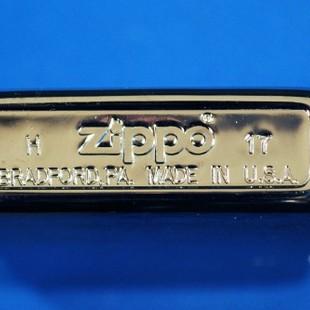 H Zippo® 17
BRADFORD, PA. MADE IN U.S.A.